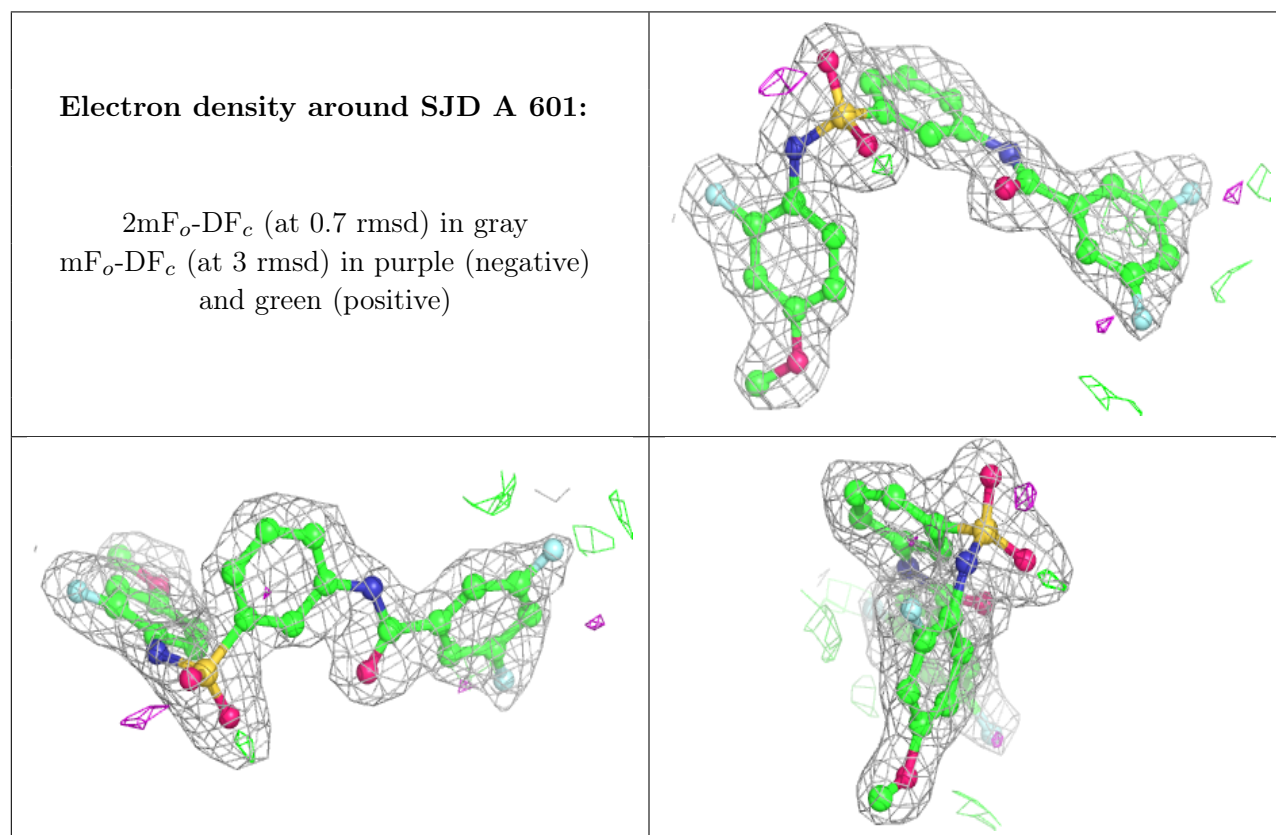 Electron density around SJD A 601:
2mFo-DFc (at 0.7 rmsd) in gray
mFo-DFc (at 3 rmsd) in purple (negative)
and green (positive)